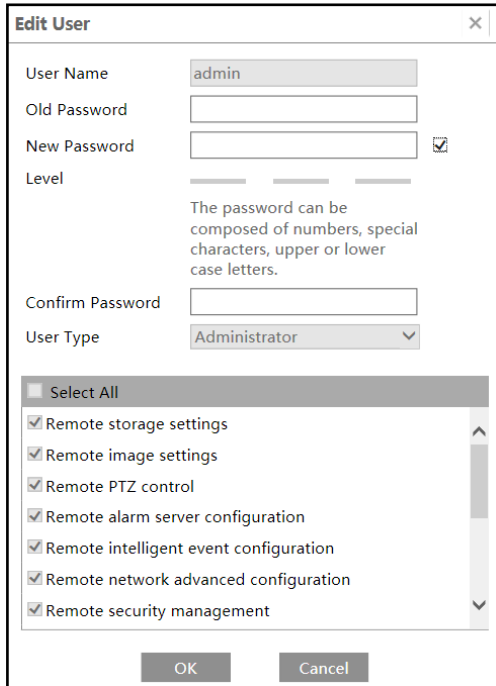 Edit User
User Name
admin
Old Password
New Password
Level
The password can be
composed of numbers, special
characters, upper or lower
case letters.
Confirm Password
User Type
Administrator
Select All
Remote storage settings
Remote image settings
Remote PTZ control
Remote alarm server configuration
Remote intelligent event configuration
Remote network advanced configuration
Remote security management
OK
Cancel